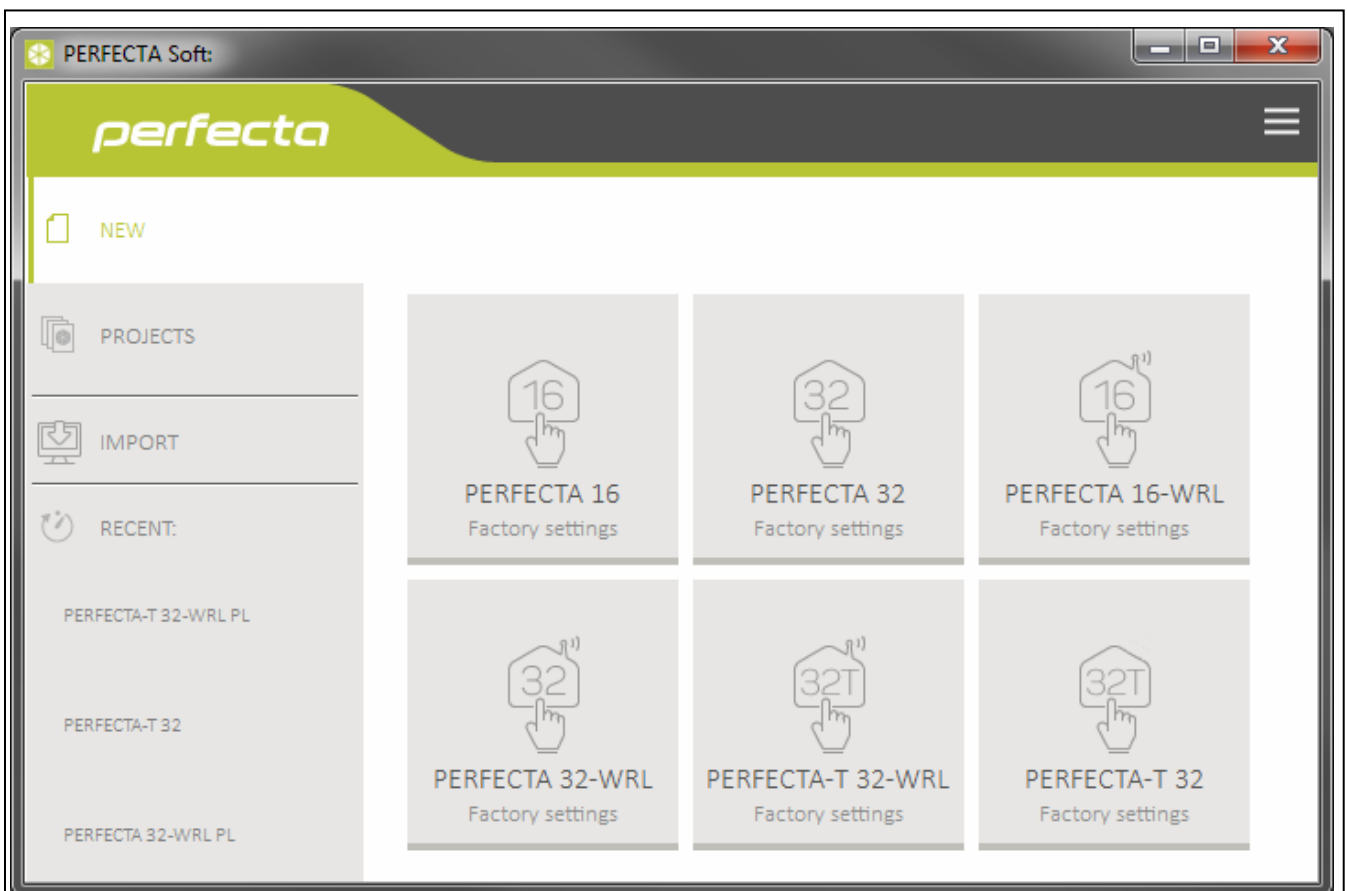 PERFECTA Soft:
perfecta
NEW
PROJECTS
IMPORT
RECENT:
PERFECTA-T 32-WRL PL
PERFECTA-T 32
PERFECTA 32-WRL PL
16
PERFECTA 16
Factory settings
32
PERFECTA 32
Factory settings
16
PERFECTA 16-WRL
Factory settings
32
PERFECTA 32-WRL
Factory settings
32T
PERFECTA-T 32-WRL
Factory settings
32T
PERFECTA-T 32
Factory settings